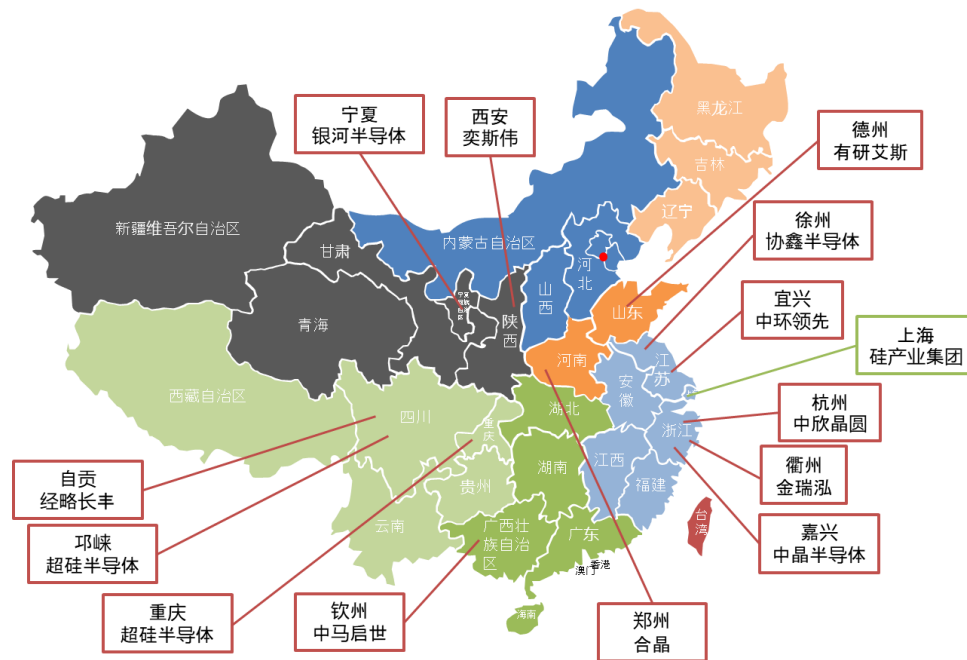 黑龙江
宁夏
银河半导体
西安
奕斯伟
德州
有研艾斯
吉林
辽宁
徐州
协鑫半导体
新疆维吾尔自治区
内蒙古自治区
甘肃
河北
山西
宁夏回族自治区
宜兴
中环领先
青海
陕西
山东
上海
硅产业集团
河南
江苏
安徽
西藏自治区
湖北
四川
重庆
浙江
杭州
中欣晶圆
江西
湖南
衢州
金瑞泓
自贡
经略长丰
贵州
福建
云南
广西壮
族自治
区
广东
台湾
嘉兴
中晶半导体
邛崃
超硅半导体
澳门
香港
重庆
超硅半导体
钦州
中马启世
海南
郑州
合晶